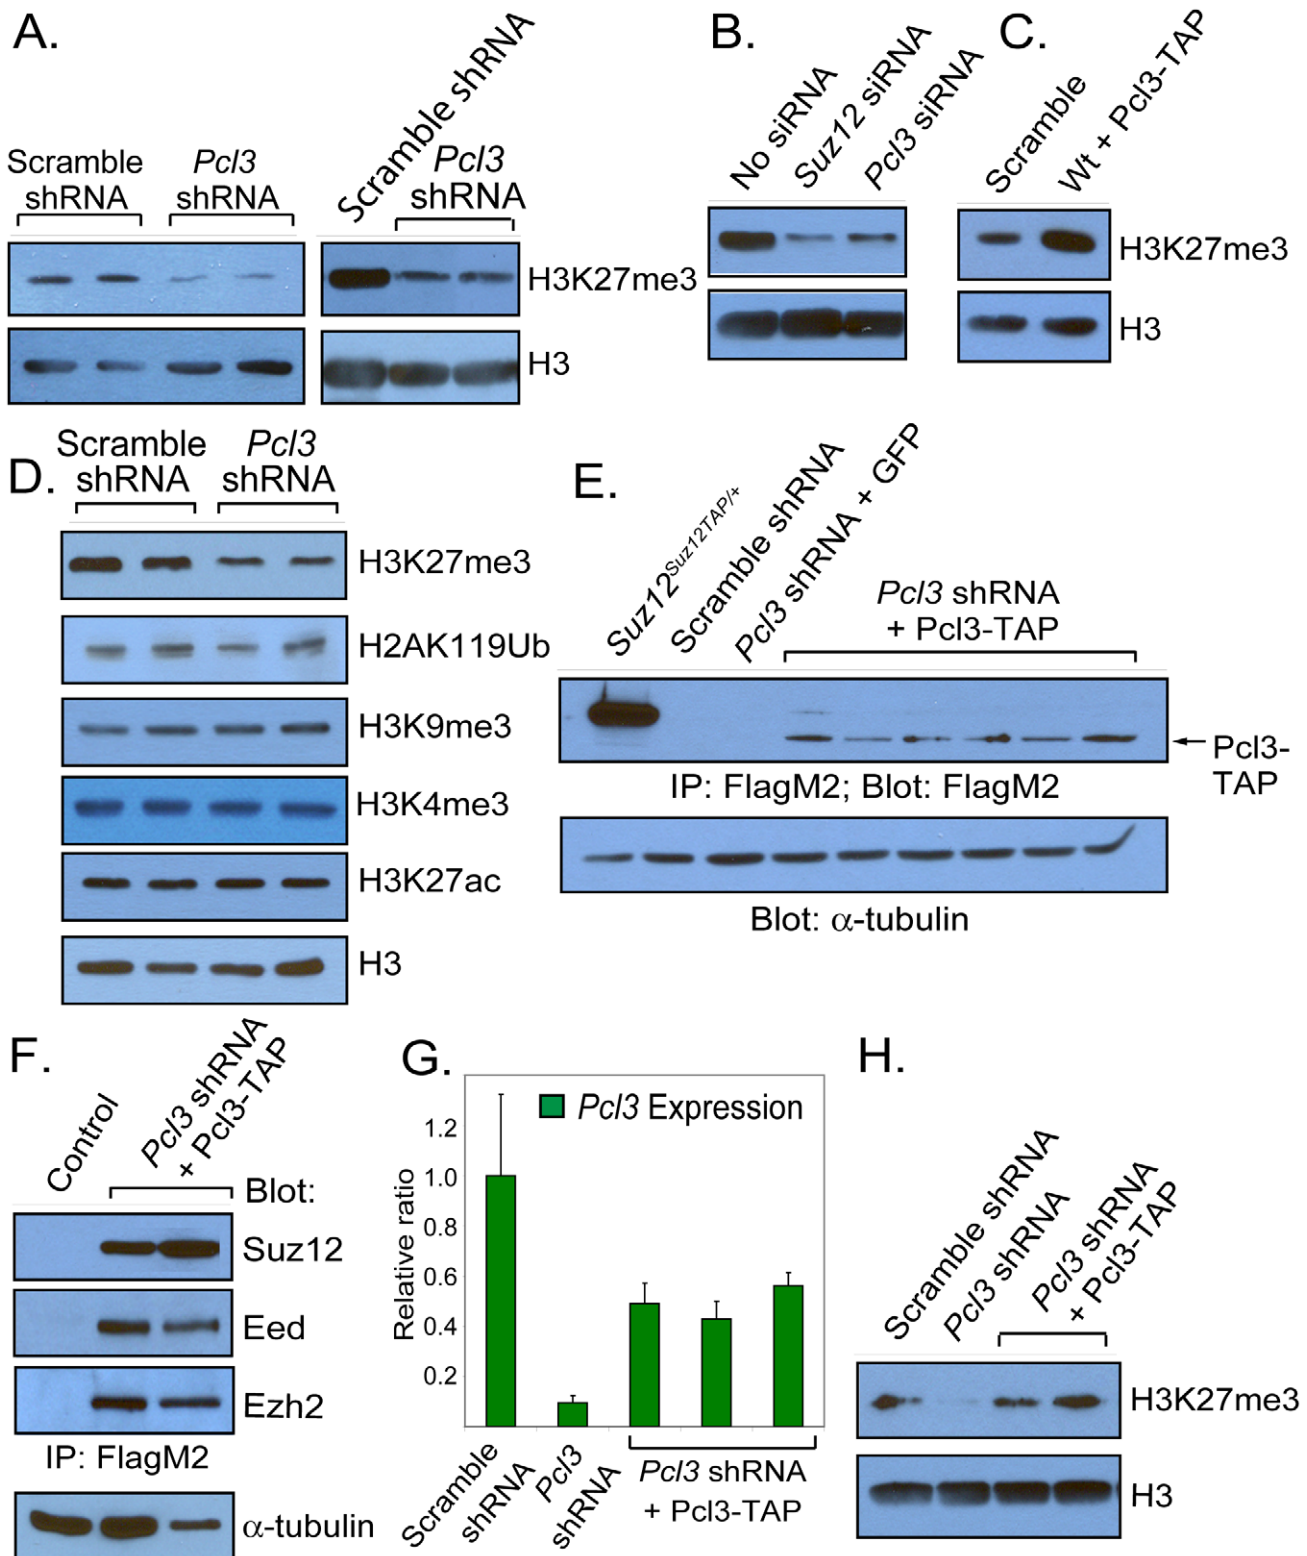 A.
Scramble
shRNA
Pcl3
shRNA
Scramble shRNA
Pcl3
shRNA
H3K27me3
H3
B.
No siRNA
Suz12 siRNA
Pcl3 siRNA
C.
Scramble
Wt + Pcl3-TAP
H3K27me3
H3
D.
Scramble
shRNA
Pcl3
shRNA
H3K27me3
H2AK119Ub
H3K9me3
H3K4me3
H3K27ac
H3
E.
Suz12Suz12TAP/+
Scramble shRNA
Pcl3 shRNA + GFP
Pcl3 shRNA
+ Pcl3-TAP
Pcl3-
TAP
IP: FlagM2; Blot: FlagM2
Blot: α-tubulin
F.
Control
Pcl3 shRNA
+ Pcl3-TAP
Blot:
Suz12
Eed
Ezh2
IP: FlagM2
α-tubulin
G.
Pcl3 Expression
Relative ratio
1.2
1.0
0.8
0.6
0.4
0.2
Scramble
shRNA
Pcl3
shRNA
Pcl3 shRNA
+ Pcl3-TAP
H.
Scramble shRNA
Pcl3 shRNA
Pcl3 shRNA
+ Pcl3-TAP
H3K27me3
H3